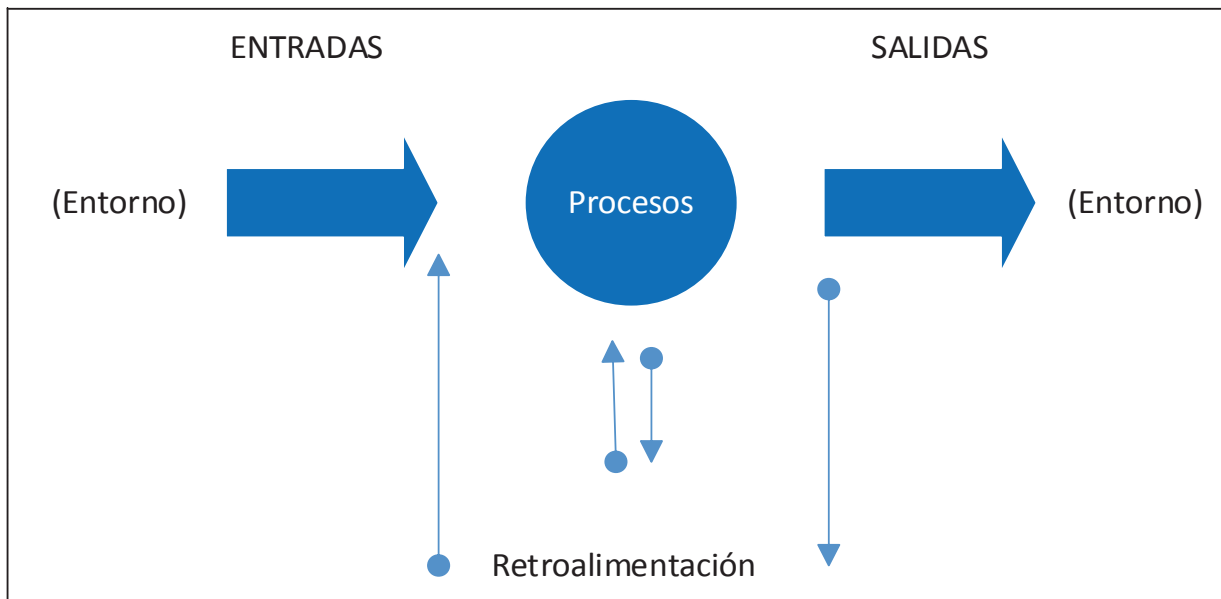 ENTRADAS
SALIDAS
(Entorno)
Procesos
(Entorno)
Retroalimentación